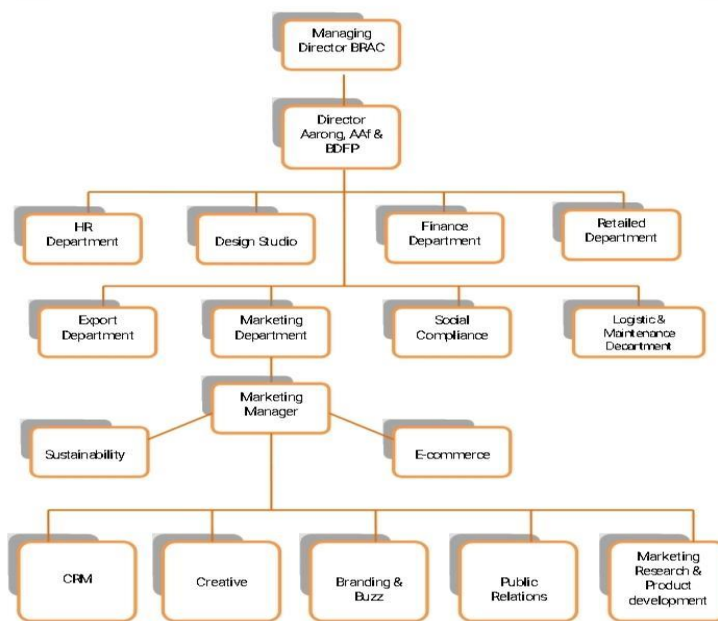 Managing
Director BRAC
Director
Aarong, AAf &
BDFP
HR
Department
Design Studio
Finance
Department
Retailed
Department
Export
Department
Marketing
Department
Social
Compliance
Logistic &
Maintenance
Department
Marketing
Manager
Sustainability
E-commerce
CRM
Creative
Branding &
Buzz
Public
Relations
Marketing
Research &
Product
development